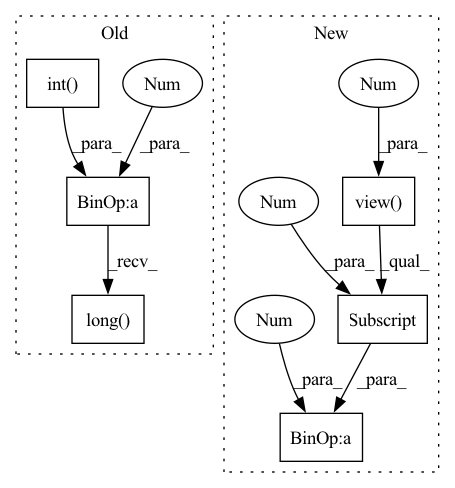 Old
New
int()
Num
Num
_para_
_para_
_para_
BinOp:a
Num
view()
_recv_
_para_
_qual_
long()
Num
Subscript
_para_
_para_
BinOp:a